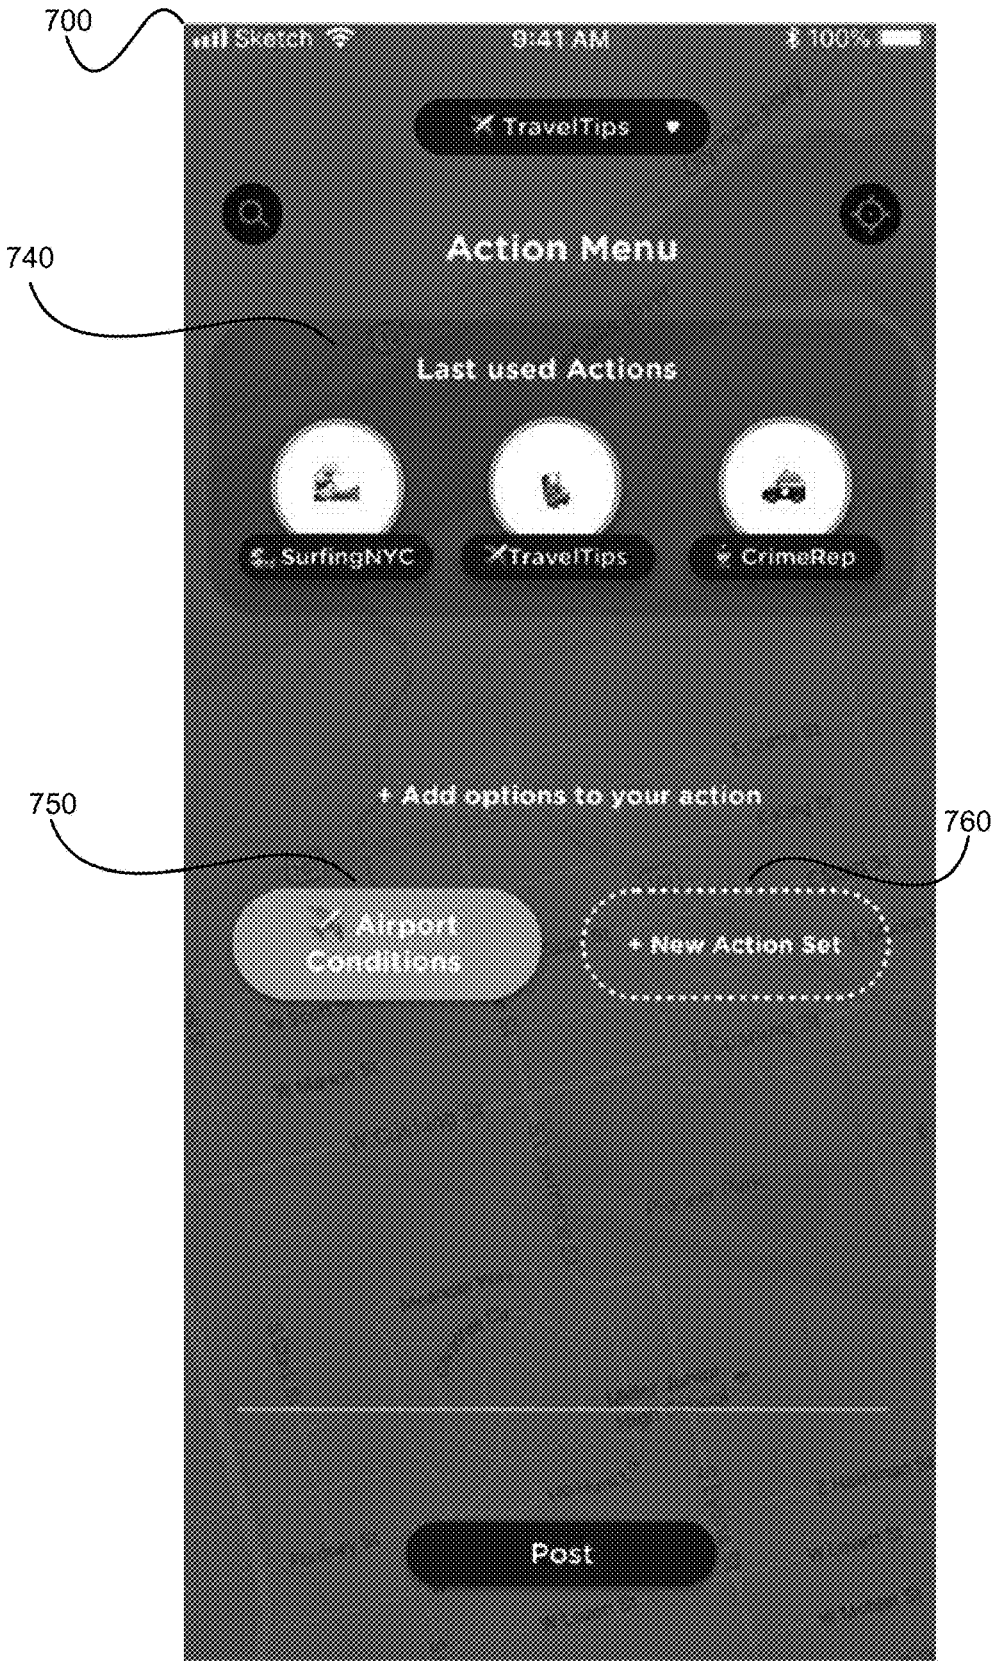 700
Sketch 9:41 AM 100%
TravelTips
740
Action Menu
Last used Actions
SurfingNYC TravelTips CrimeRep
750
+ Add options to your action
760
Airport
Conditions
+ New Action Set
Post